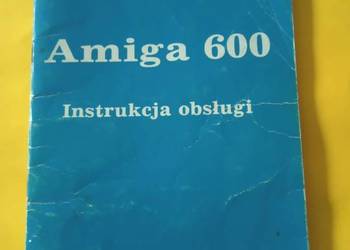 Amiga 600
Instrukcja obsługi